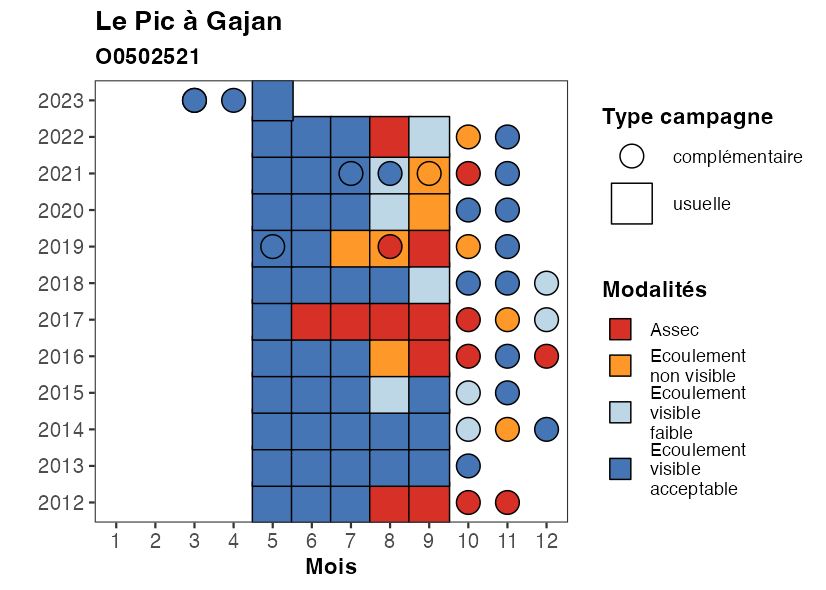 Le Pic à Gajan
O0502521
2023
2022
2021
2020
2019
2018
2017
2016
2015
2014
2013
2012
1 2 3 4 5 6 7 8 9 10 11 12
Mois
Type campagne
complémentaire
usuelle
Modalités
Assec
Ecoulement
non visible
Ecoulement
visible
faible
Ecoulement
visible
acceptable